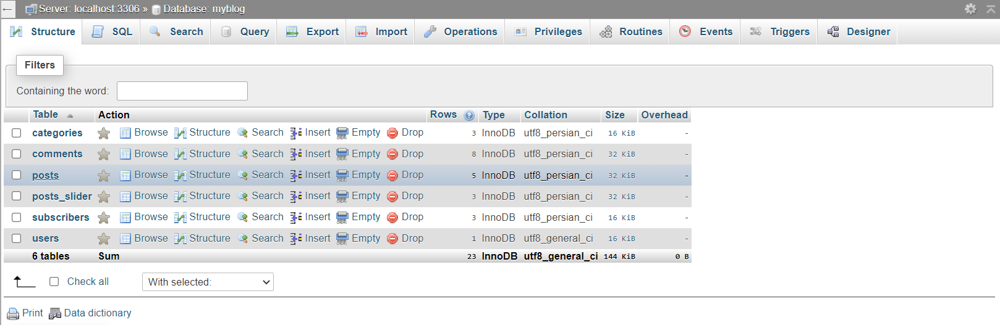 ← Server: localhost:3306 » Database: myblog
Structure SQL Search Query Export Import Operations Privileges Routines Events Triggers Designer
Filters
Containing the word:
Table Action Rows Type Collation Size Overhead
categories Browse Structure Search Insert Empty Drop 3 InnoDB utf8_persian_ci 16 KiB -
comments Browse Structure Search Insert Empty Drop 8 InnoDB utf8_persian_ci 32 KiB -
posts Browse Structure Search Insert Empty Drop 5 InnoDB utf8_persian_ci 32 KiB -
posts_slider Browse Structure Search Insert Empty Drop 3 InnoDB utf8_persian_ci 32 KiB -
subscribers Browse Structure Search Insert Empty Drop 3 InnoDB utf8_persian_ci 16 KiB -
users Browse Structure Search Insert Empty Drop 1 InnoDB utf8_general_ci 16 KiB -
6 tables Sum 23 InnoDB utf8_general_ci 144 KiB 0 B
Check all With selected:
Print Data dictionary